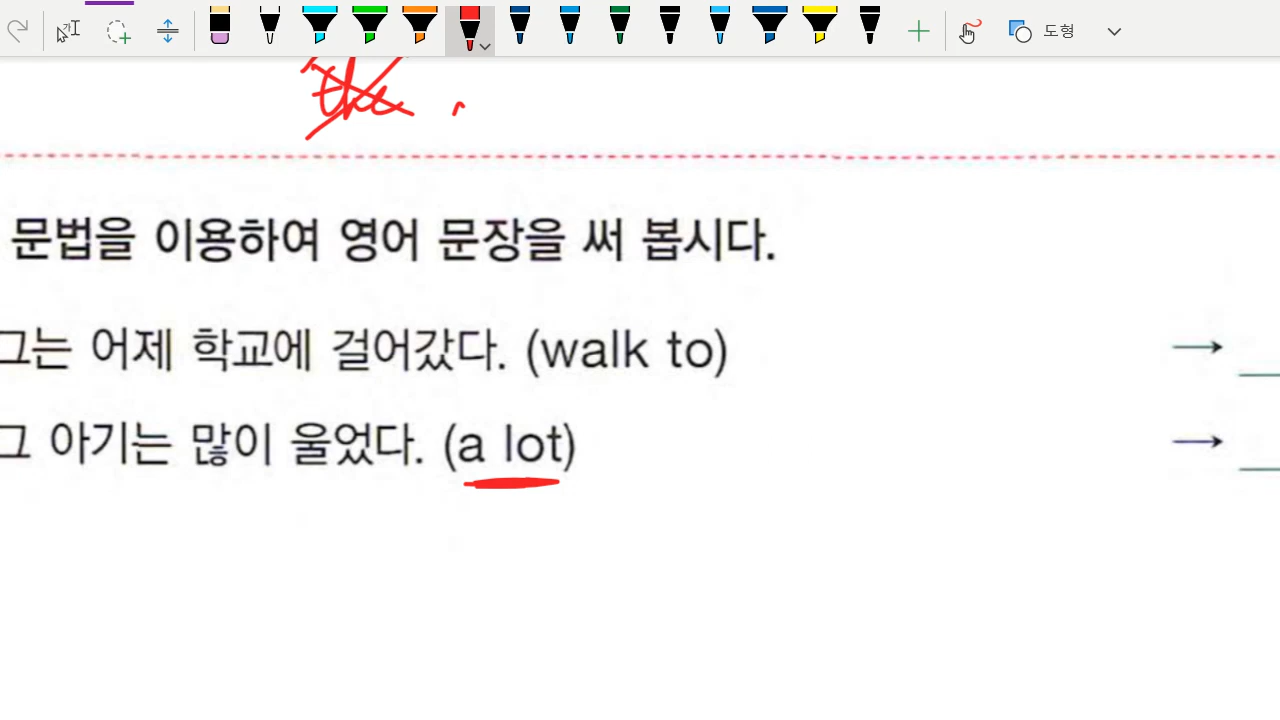 도형
the
문법을 이용하여 영어 문장을 써 봅시다.
그는 어제 학교에 걸어갔다. (walk to)
그 아기는 많이 울었다. (a lot)